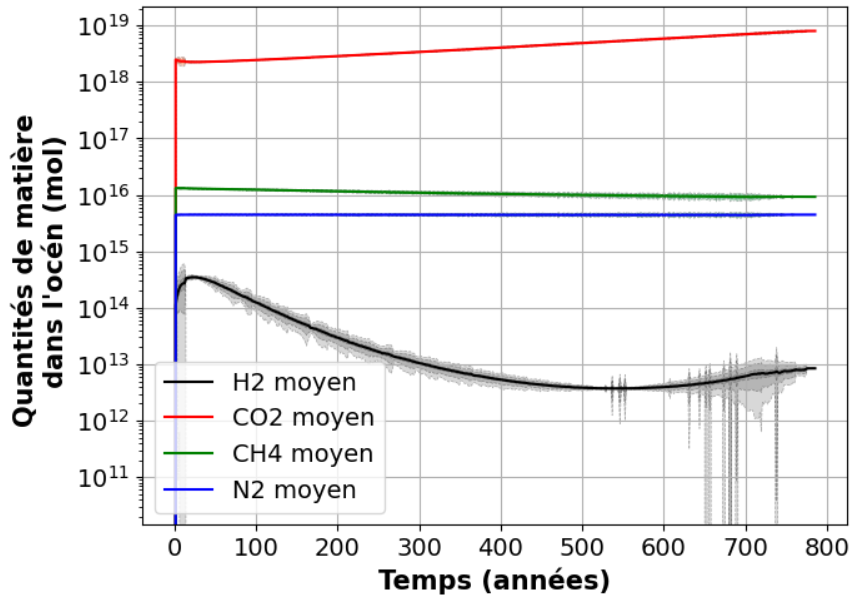 10^19
10^18
10^17
10^16
10^15
10^14
10^13
10^12
10^11
Quantités de matière
dans l'océn (mol)
H2 moyen
CO2 moyen
CH4 moyen
N2 moyen
0 100 200 300 400 500 600 700 800
Temps (années)